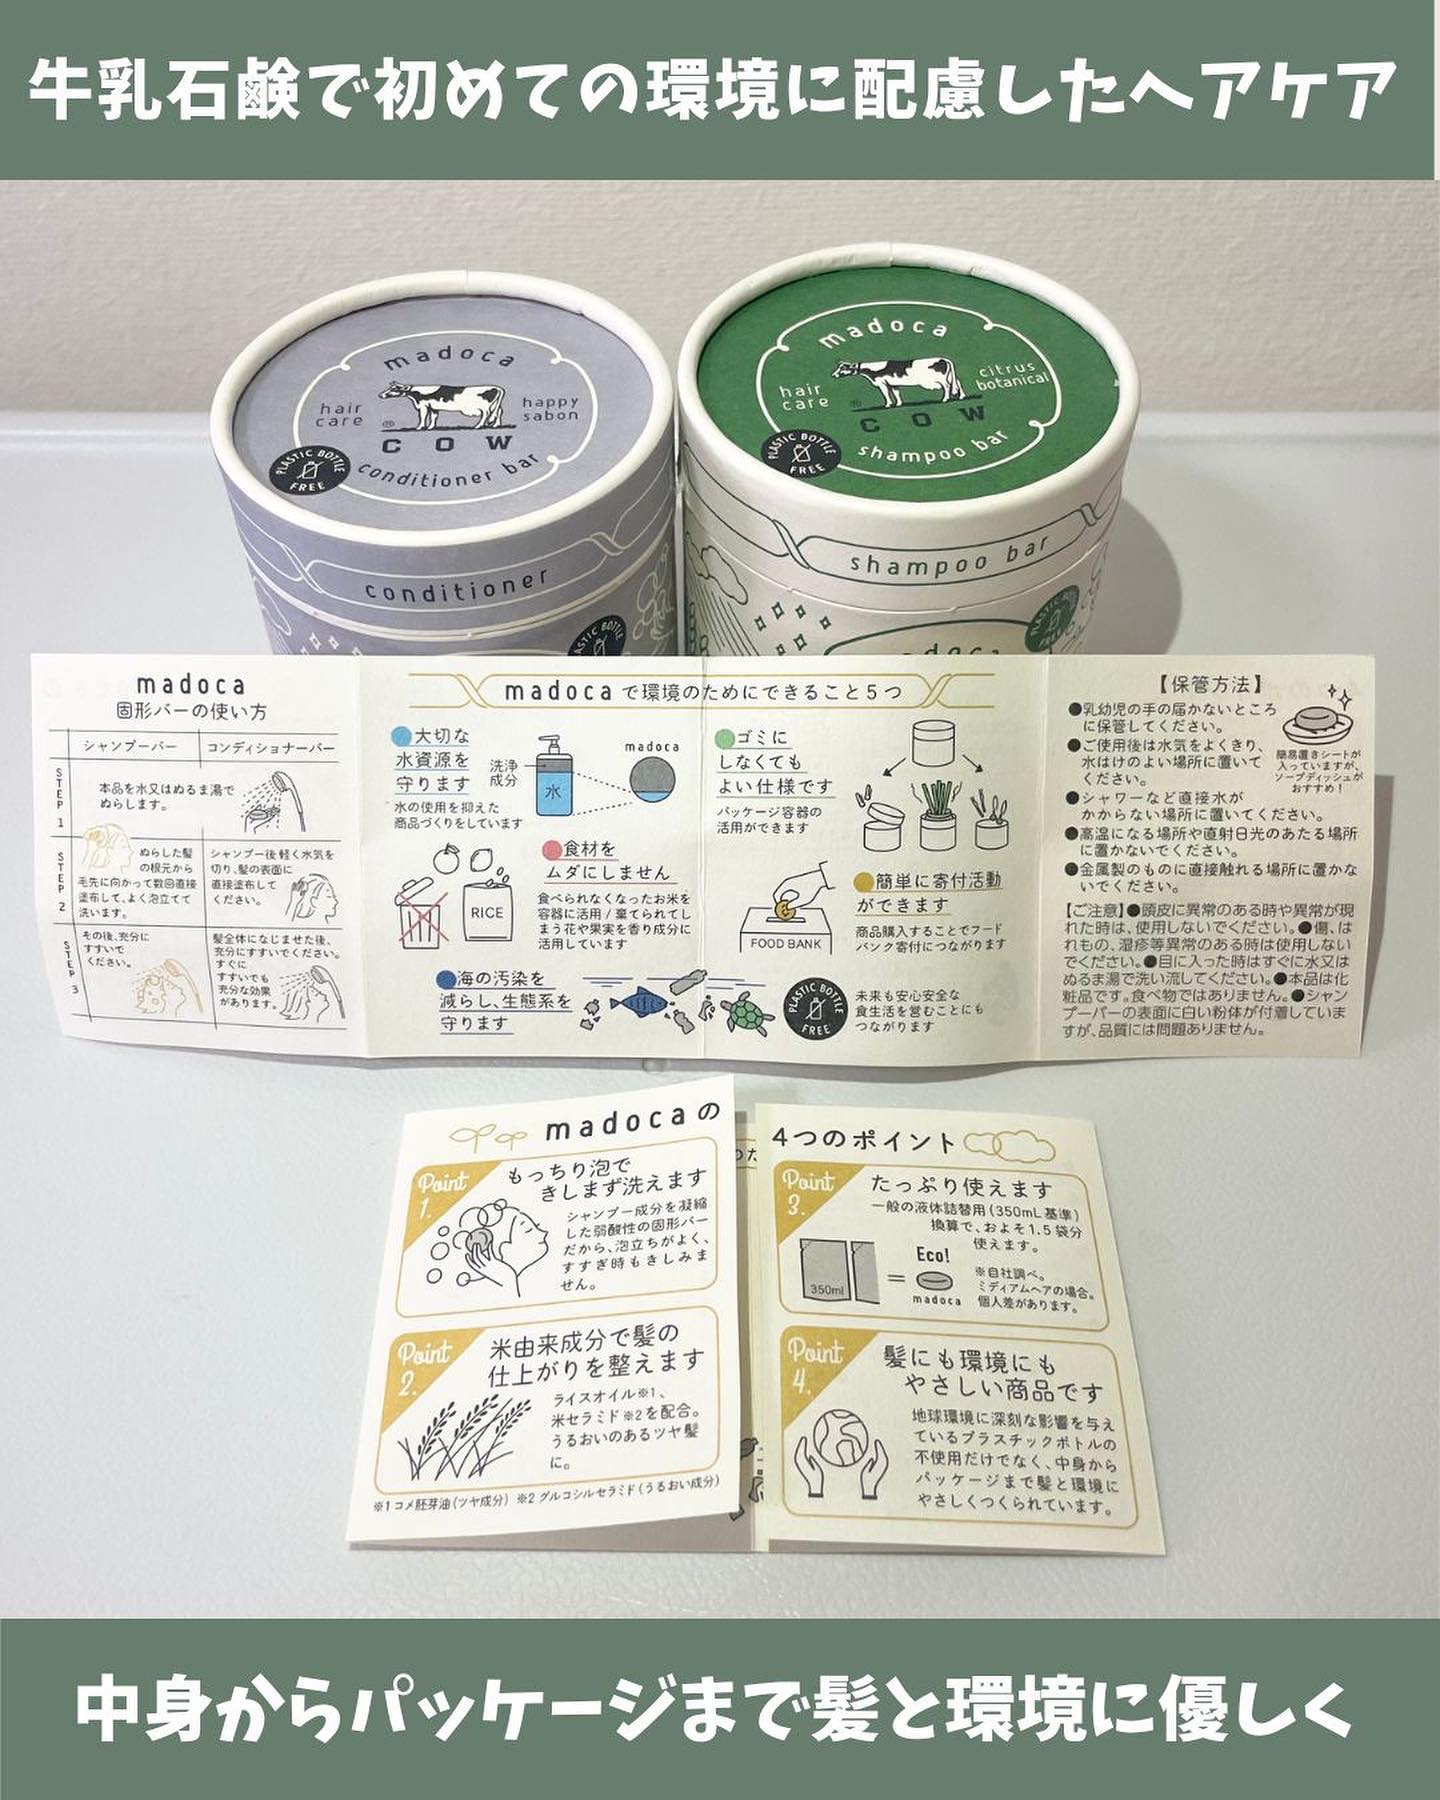 牛乳石鹸で初めての環境に配慮したヘアケア
madoca
hair care
happy sabon
COW
conditioner bar
PLASTIC BOTTLE FREE
conditioner
madoca
hair care
citrus botanical
COW
shampoo bar
PLASTIC BOTTLE FREE
shampoo bar
madoca
固形バーの使い方
シャンプーバー
コンディショナーバー
STEP 1
本品を水又はぬるま湯で
ぬらします。
STEP 2
ぬらした髪
の根元から
毛先に向かって数回直接
塗布して、よく泡立てて
洗います。
シャンプー後軽く水気を
切り、髪の表面に
直接塗布して
ください。
STEP 3
その後、充分に
すすいで
ください。
髪全体になじませた後、
充分にすすいでください。
すぐに
すすいでも
充分な効果
があります。
madocaで環境のためにできること5つ
大切な
水資源を
守ります
水の使用を抑えた
商品づくりをしています
洗浄
成分
水
madoca
食材を
ムダにしません
食べられなくなったお米を
容器に活用/棄てられてし
まう花や果実を香り成分に
活用しています
RICE
海の汚染を
減らし、生態系を
守ります
ゴミに
しなくても
よい仕様です
パッケージ容器の
活用ができます
簡単に寄付活動
ができます
商品購入することでフード
バンク寄付につながります
FOOD BANK
PLASTIC BOTTLE FREE
未来も安心安全な
食生活を営むことにも
つながります
【保管方法】
●乳幼児の手の届かないところ
に保管してください。
●ご使用後は水気をよくきり、
水はけのよい場所に置いて
ください。
●シャワーなど直接水が
かからない場所に置いてください。
●高温になる場所や直射日光のあたる場所
に置かないでください。
●金属製のものに直接触れる場所に置かな
いでください。
簡易置きシートが
入っていますが、
ソープディッシュが
おすすめ!
【ご注意】●頭皮に異常のある時や異常が現
れた時は、使用しないでください。●傷、は
れもの、湿疹等異常のある時は使用しない
でください。●目に入った時はすぐに水又は
ぬるま湯で洗い流してください。●本品は化
粧品です。食べ物ではありません。●シャン
プーバーの表面に白い粉体が付着していま
すが、品質には問題ありません。
madocaの
4つのポイント
Point 1.
もっちり泡で
きしまず洗えます
シャンプー成分を凝縮
した弱酸性の固形バー
だから、泡立ちがよく、
すすぎ時もきしみま
せん。
Point 2.
米由来成分で髪の
仕上がりを整えます
ライスオイル※1、
米セラミド※2を配合。
うるおいのあるツヤ髪
に。
※1 コメ胚芽油(ツヤ成分) ※2 グルコシルセラミド(うるおい成分)
Point 3.
たっぷり使えます
一般の液体詰替用(350mL基準)
換算で、およそ1.5袋分
使えます。
350ml
=
Eco!
madoca
※自社調べ。
ミディアムヘアの場合。
個人差があります。
Point 4.
髪にも環境にも
やさしい商品です
地球環境に深刻な影響を与え
ているプラスチックボトルの
不使用だけでなく、中身から
パッケージまで髪と環境に
やさしくつくられています。
中身からパッケージまで髪と環境に優しく